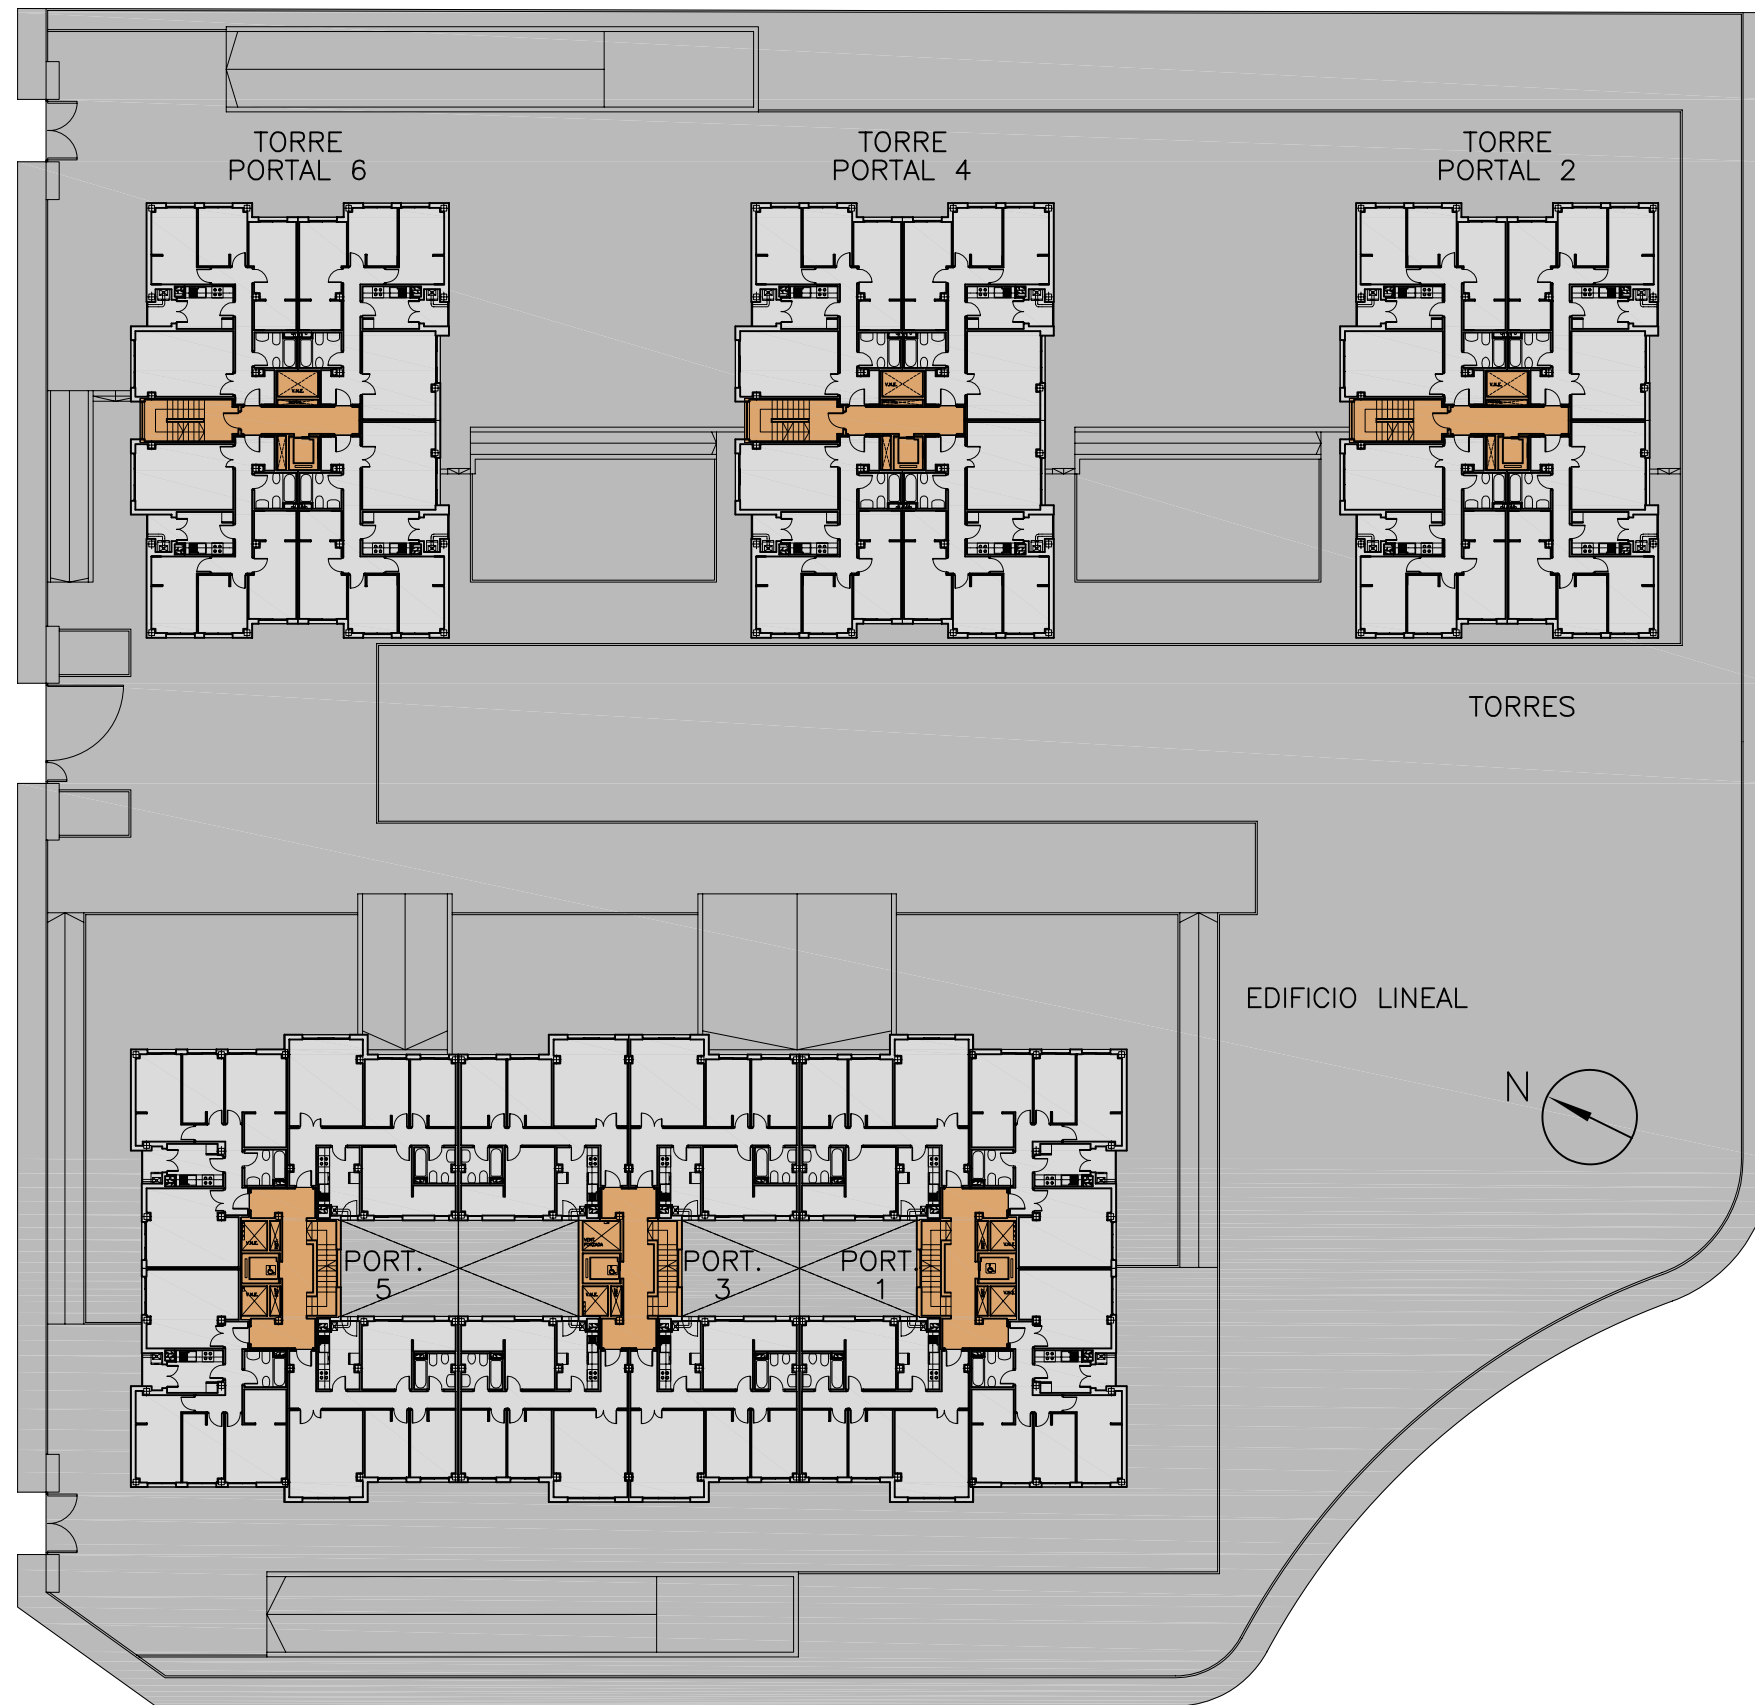 TORRE
PORTAL 6
TORRE
PORTAL 4
TORRE
PORTAL 2
TORRES
EDIFICIO LINEAL
N
PORT.
5
PORT.
3
PORT.
1